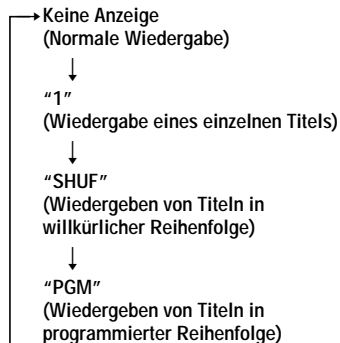 Keine Anzeige
(Normale Wiedergabe)
“1”
(Wiedergabe eines einzelnen Titels)
“SHUF”
(Wiedergeben von Titeln in
willkürlicher Reihenfolge)
“PGM”
(Wiedergeben von Titeln in
programmierter Reihenfolge)